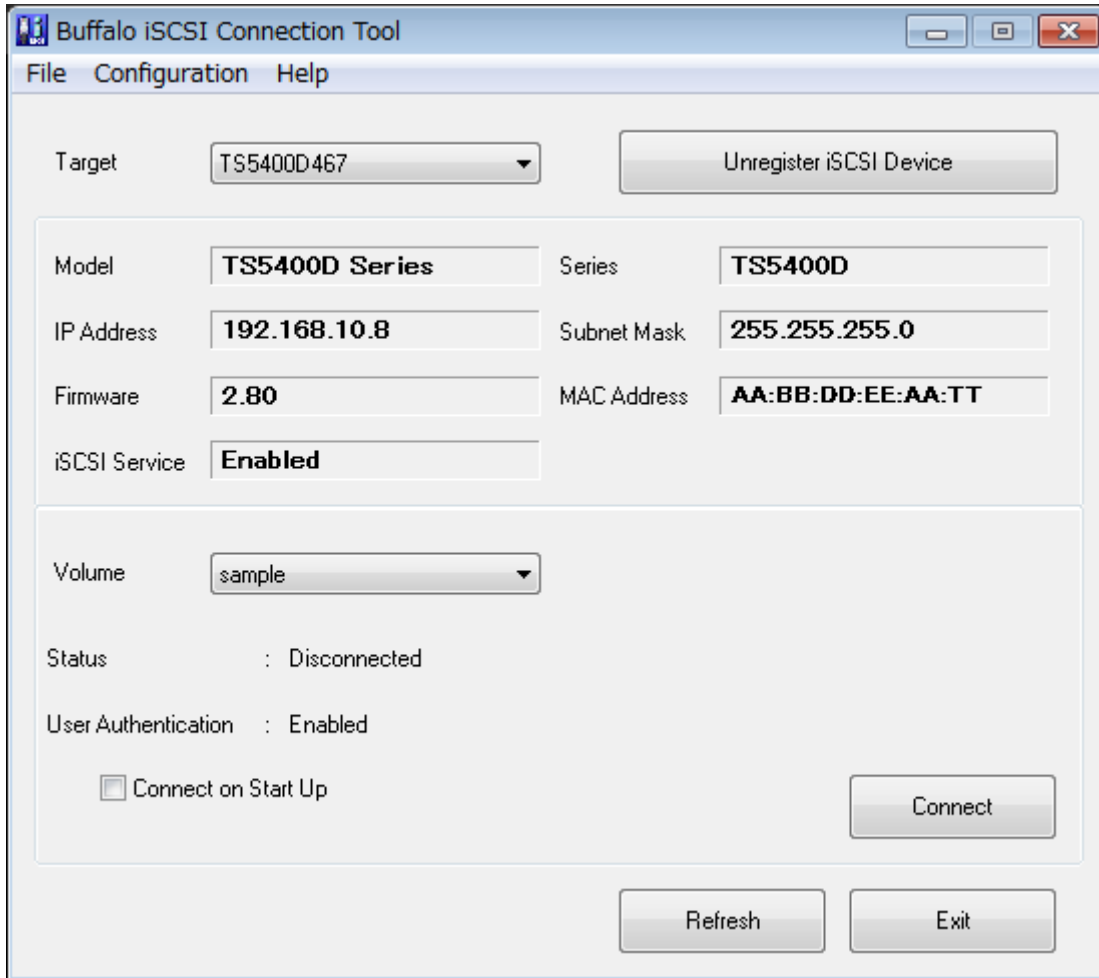 Buffalo iSCSI Connection Tool
File Configuration Help
Target TS5400D467 Unregister iSCSI Device
Model TS5400D Series Series TS5400D
IP Address 192.168.10.8 Subnet Mask 255.255.255.0
Firmware 2.80 MAC Address AA:BB:DD:EE:AA:TT
iSCSI Service Enabled
Volume sample
Status : Disconnected
User Authentication : Enabled
Connect on Start Up
Connect
Refresh Exit